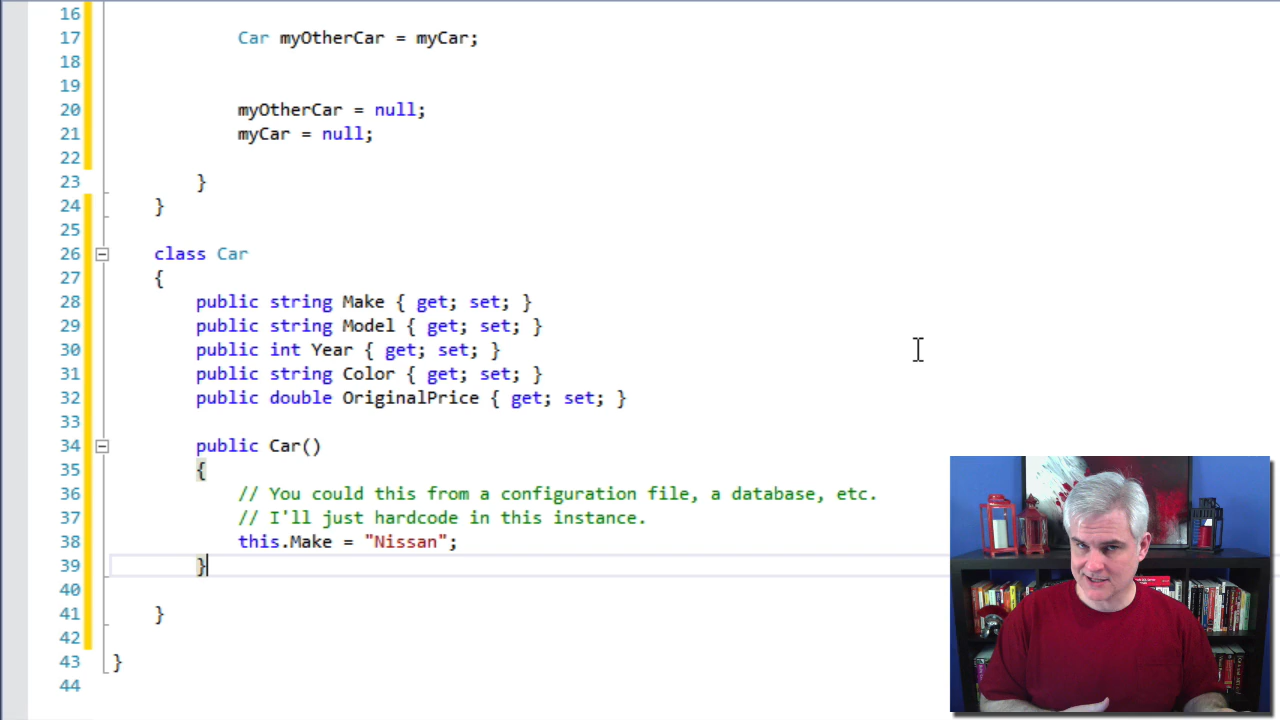 16
17 Car myOtherCar = myCar;
18
19
20 myOtherCar = null;
21 myCar = null;
22
23 }
24 }
25
26 class Car
27 {
28 public string Make { get; set; }
29 public string Model { get; set; }
30 public int Year { get; set; }
31 public string Color { get; set; }
32 public double OriginalPrice { get; set; }
33
34 public Car()
35 {
36 // You could this from a configuration file, a database, etc.
37 // I'll just hardcode in this instance.
38 this.Make = "Nissan";
39 }
40
41 }
42
43 }
44